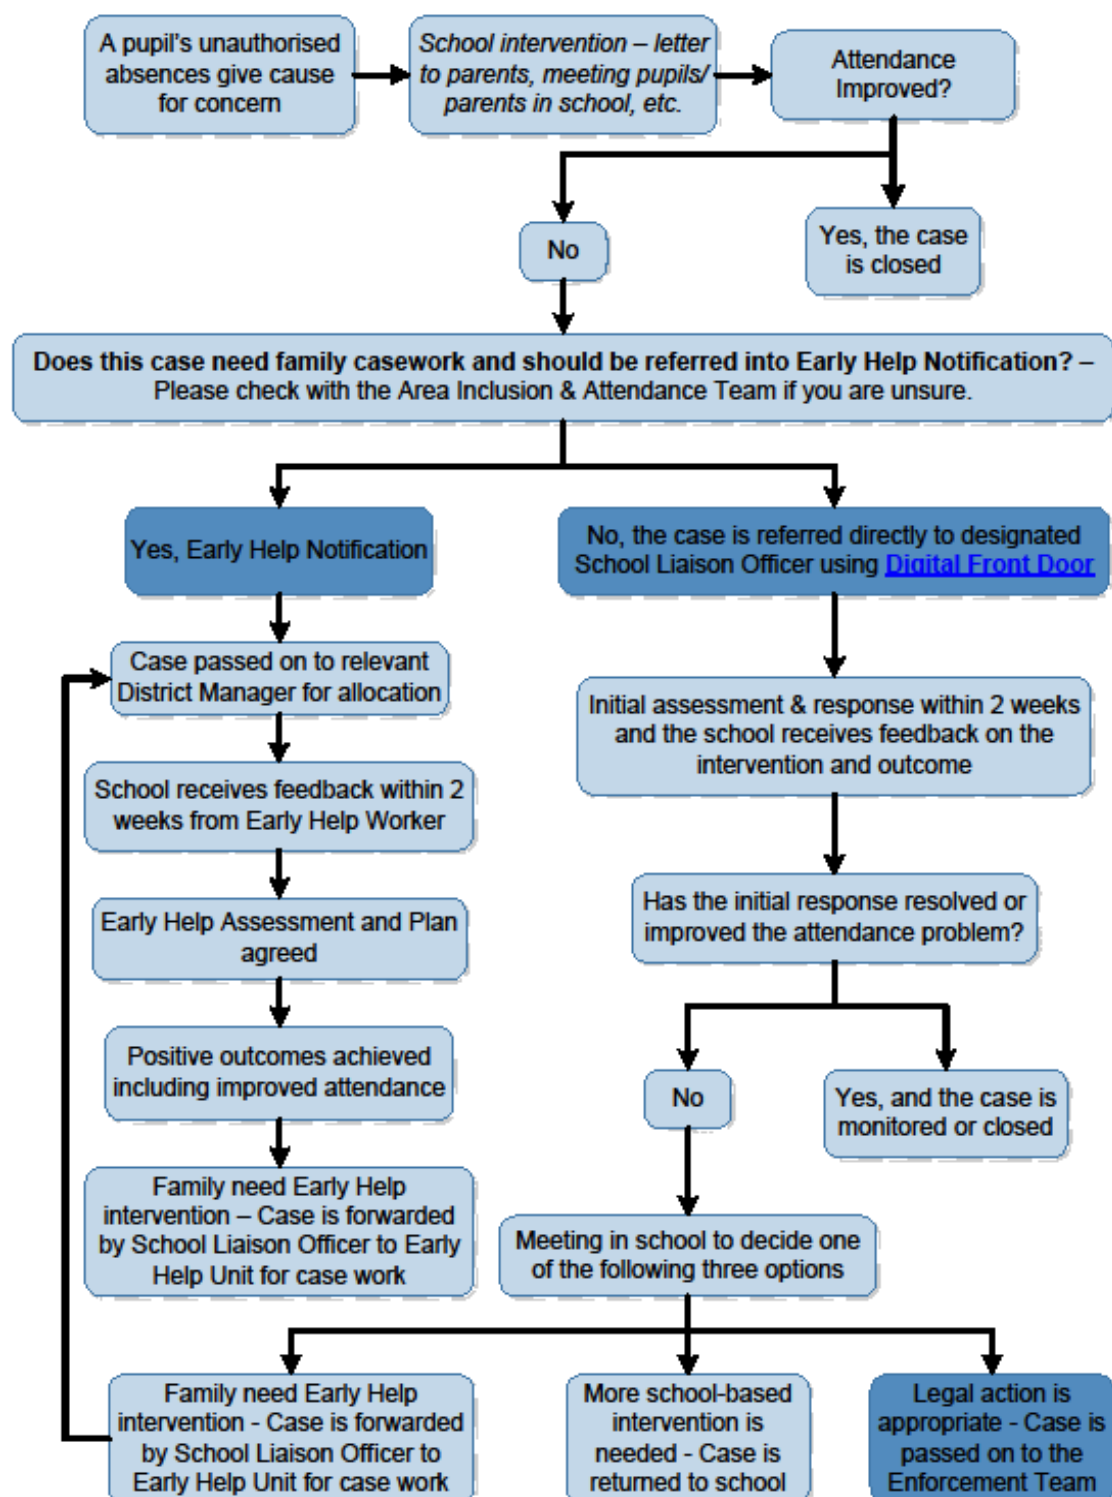 A pupil's unauthorised
absences give cause
for concern
School intervention – letter
to parents, meeting pupils/
parents in school, etc.
Attendance
Improved?
No
Yes, the case
is closed
Does this case need family casework and should be referred into Early Help Notification? –
Please check with the Area Inclusion & Attendance Team if you are unsure.
Yes, Early Help Notification
No, the case is referred directly to designated
School Liaison Officer using Digital Front Door
Case passed on to relevant
District Manager for allocation
Initial assessment & response within 2 weeks
and the school receives feedback on the
intervention and outcome
School receives feedback within 2
weeks from Early Help Worker
Has the initial response resolved or
improved the attendance problem?
Early Help Assessment and Plan
agreed
Positive outcomes achieved
including improved attendance
No
Yes, and the case is
monitored or closed
Family need Early Help
intervention – Case is forwarded
by School Liaison Officer to Early
Help Unit for case work
Meeting in school to decide one
of the following three options
Family need Early Help
intervention - Case is forwarded
by School Liaison Officer to
Early Help Unit for case work
More school-based
intervention is
needed - Case is
returned to school
Legal action is
appropriate - Case is
passed on to the
Enforcement Team